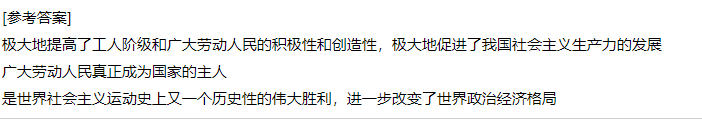 [参考答案]
极大地提高了工人阶级和广大劳动人民的积极性和创造性，极大地促进了我国社会主义生产力的发展
广大劳动人民真正成为国家的主人
是世界社会主义运动史上又一个历史性的伟大胜利，进一步改变了世界政治经济格局